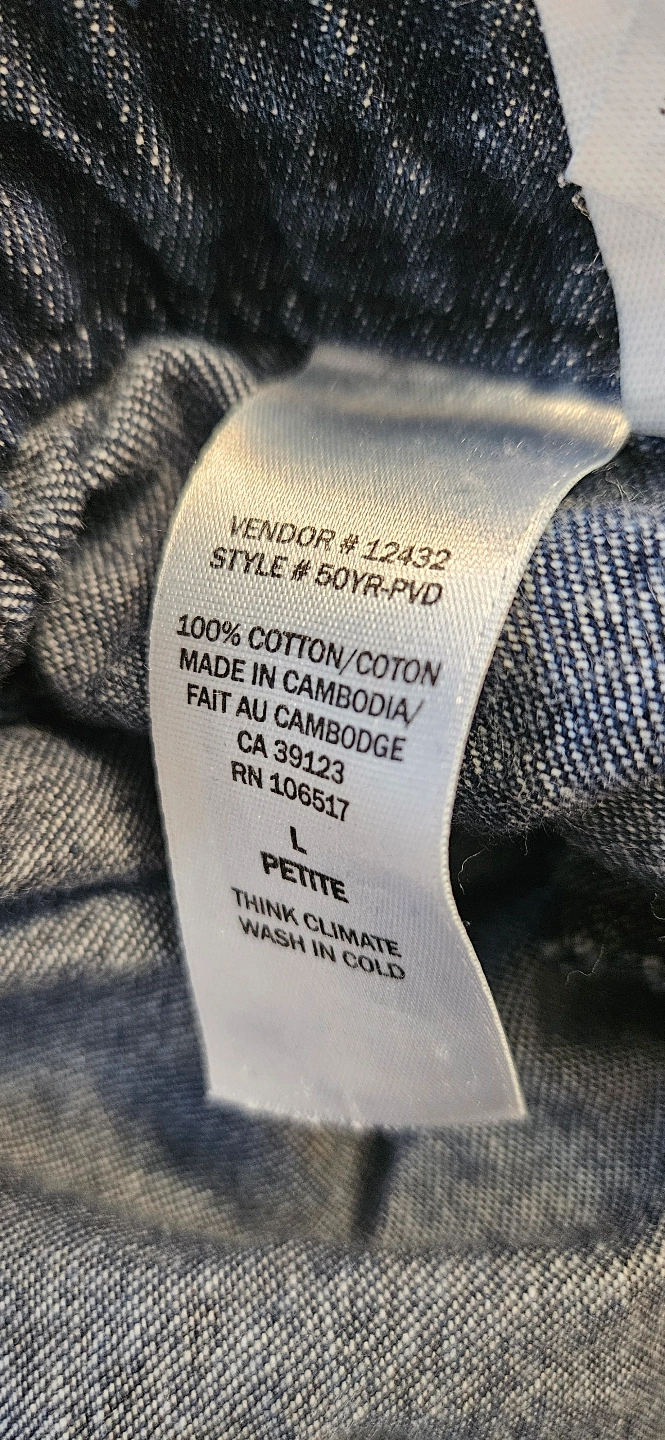 VENDOR # 12432
STYLE # 50YR-PVD
100% COTTON/COTON
MADE IN CAMBODIA/
FAIT AU CAMBODGE
CA 39123
RN 106517
L
PETITE
THINK CLIMATE
WASH IN COLD